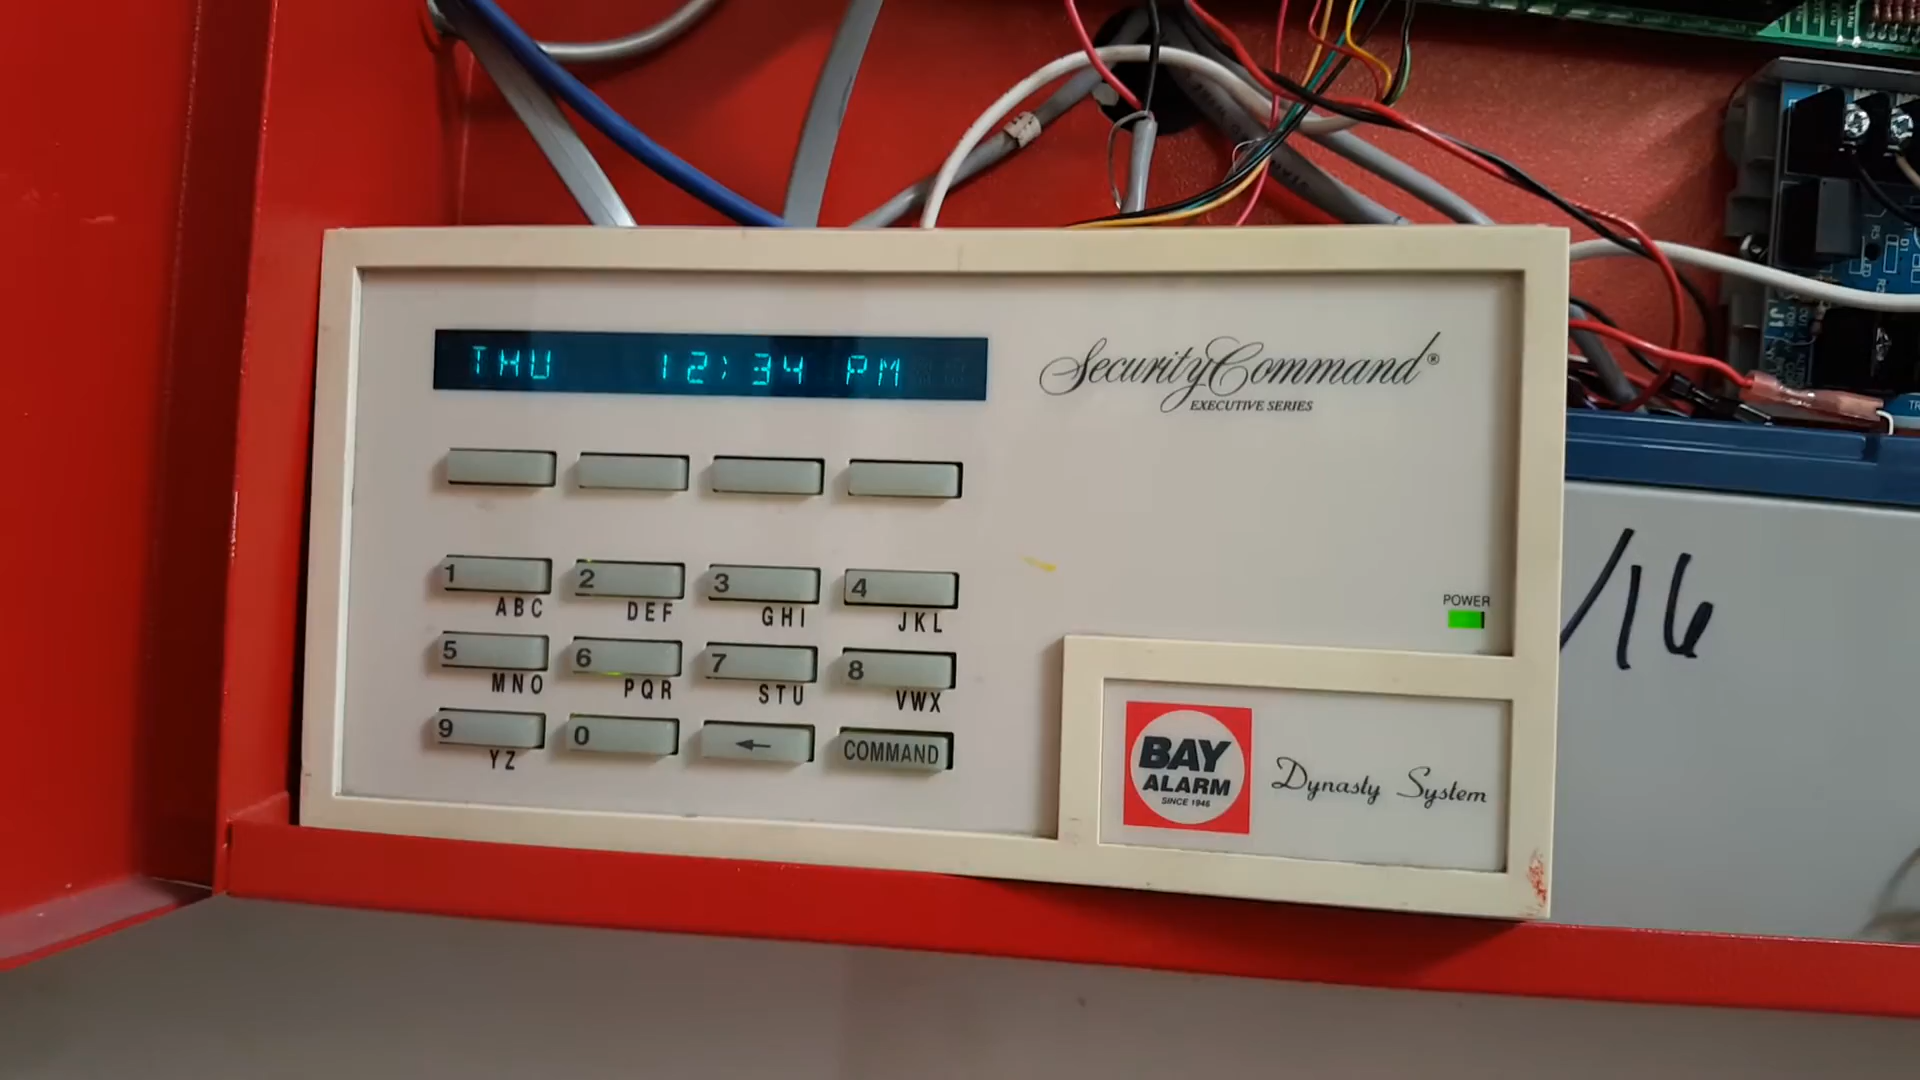 THU 12:34 PM
SecurityCommand®
EXECUTIVE SERIES
1 ABC
2 DEF
3 GHI
4 JKL
5 MNO
6 PQR
7 STU
8 VWX
9 YZ
0
←
COMMAND
POWER
/16
BAY
ALARM
SINCE 1946
Dynasty System
J1